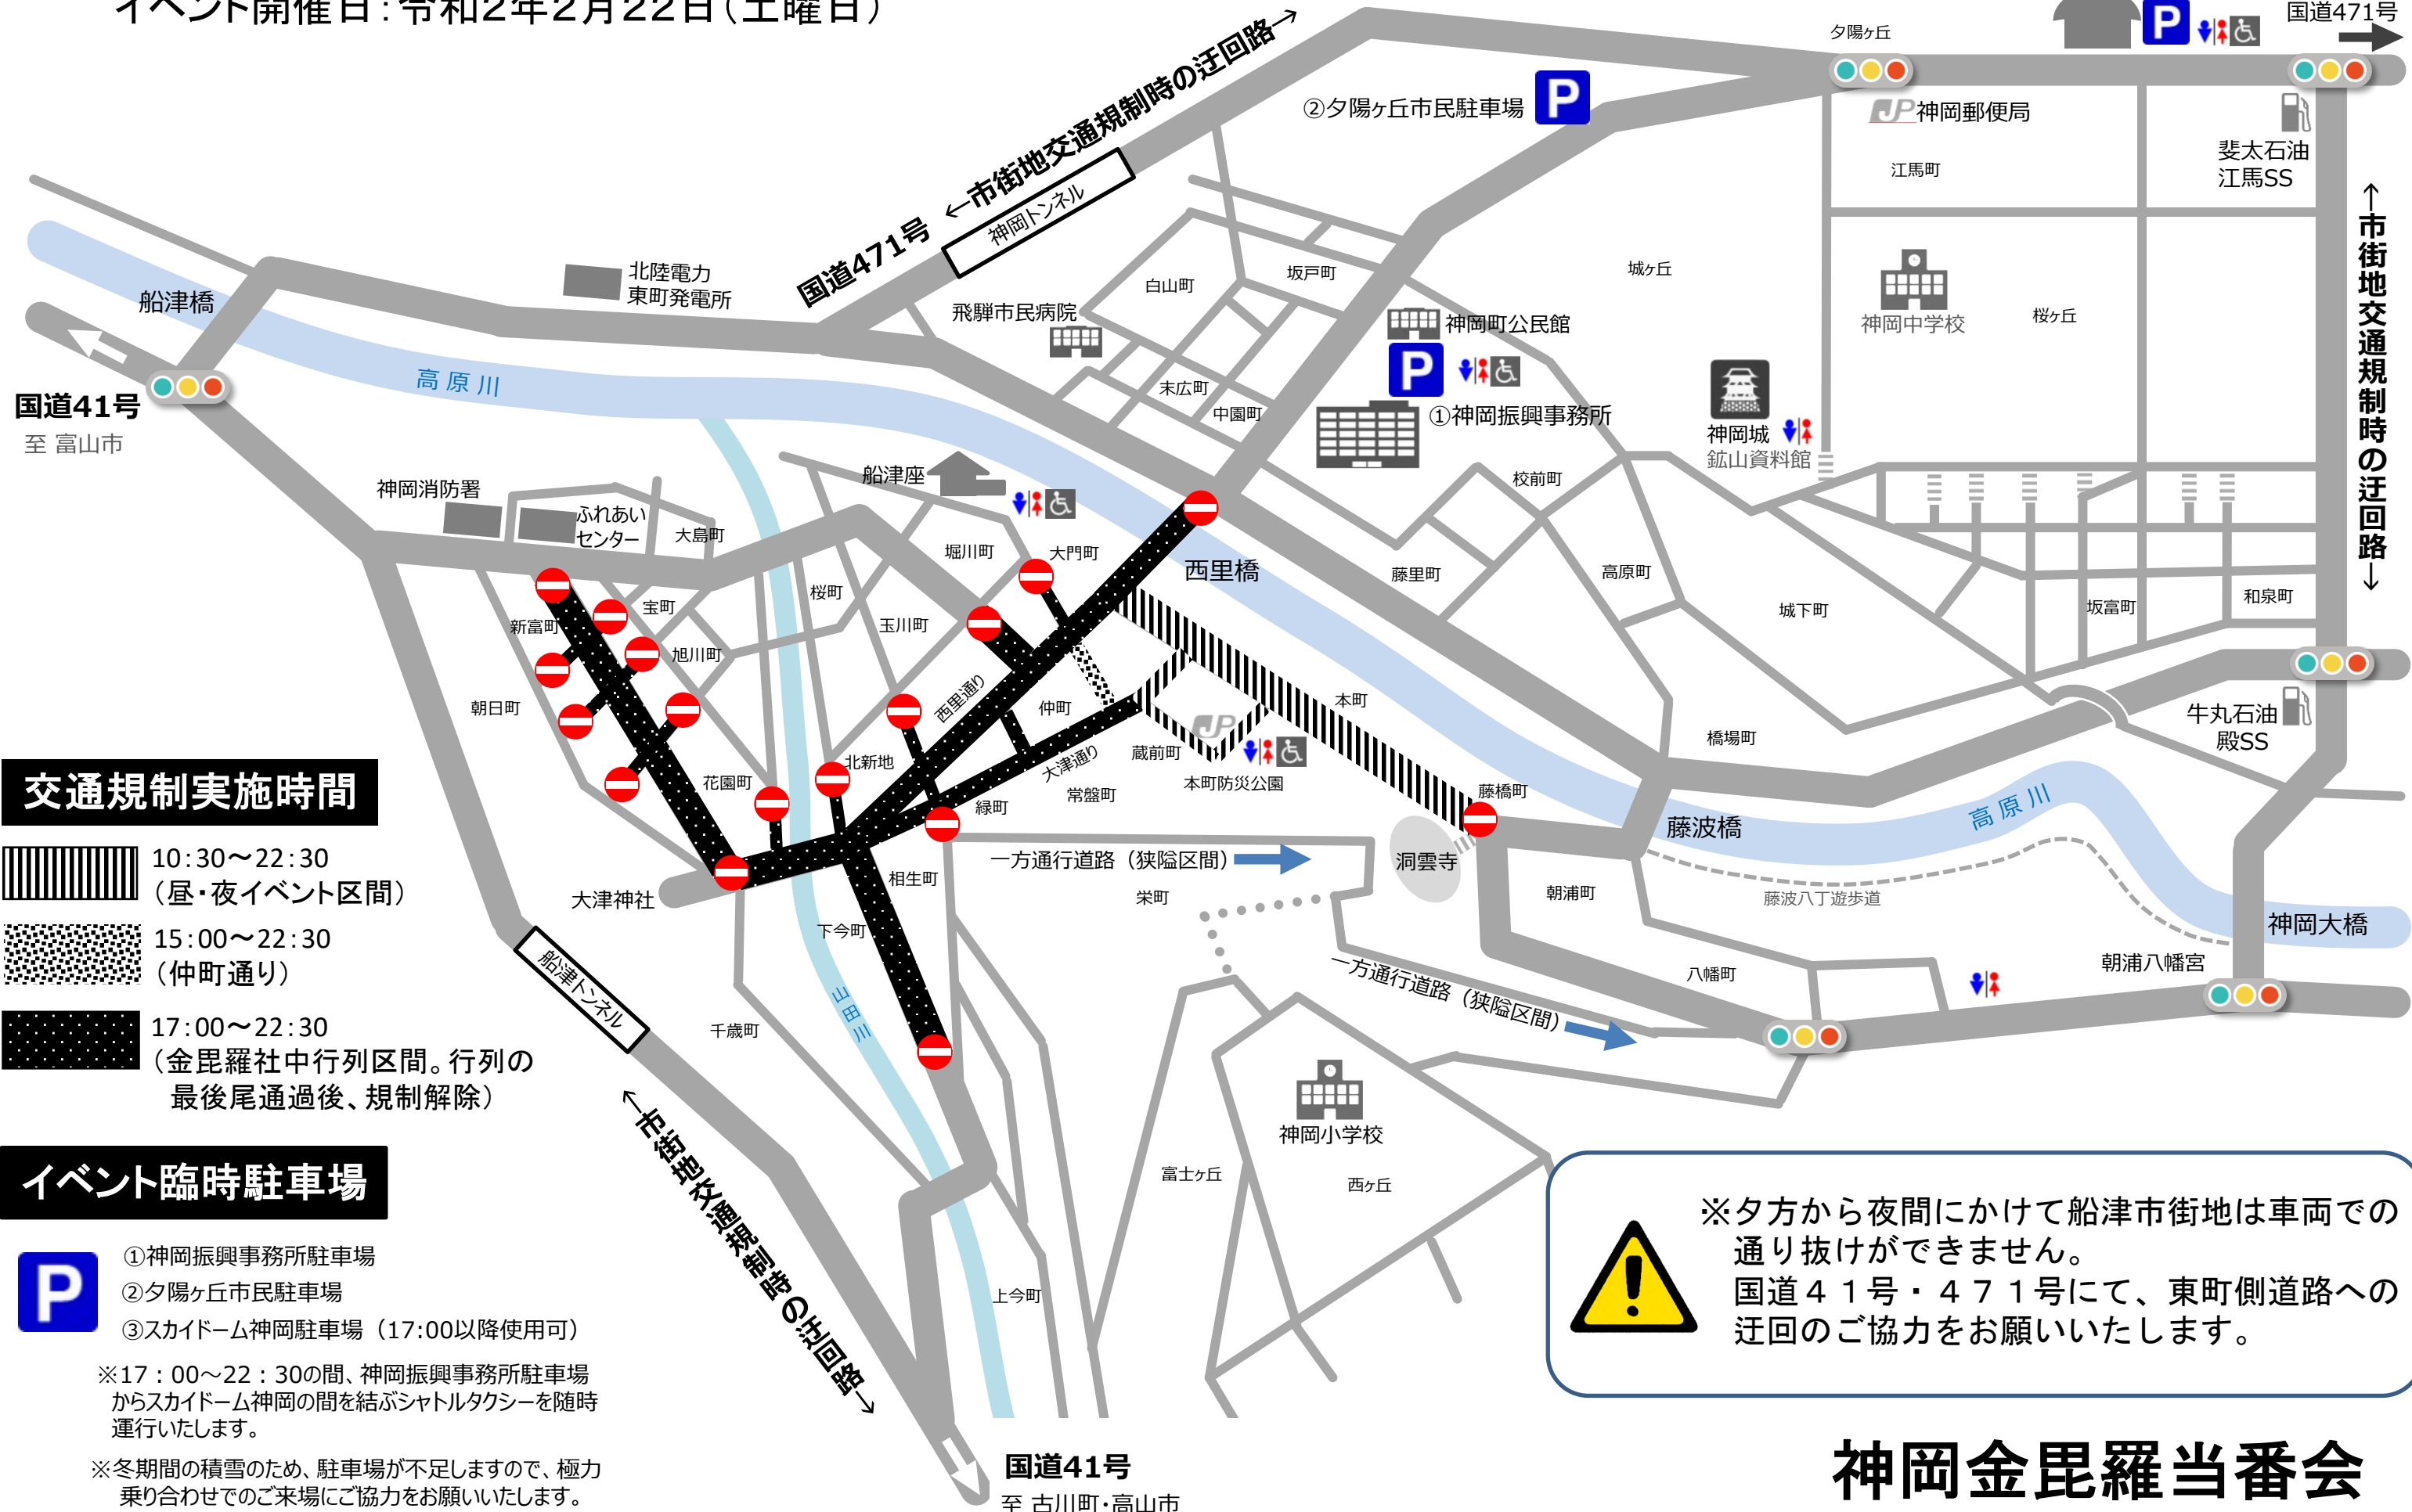 イベント開催日：令和2年2月22日（土曜日）
国道471号
夕陽ヶ丘
←市街地交通規制時の迂回路→
②夕陽ヶ丘市民駐車場
P
P
JP神岡郵便局
斐太石油
江馬SS
江馬町
神岡トンネル
国道471号
北陸電力
東町発電所
船津橋
飛騨市民病院
白山町
坂戸町
城ヶ丘
←市街地交通規制時の迂回路→
神岡町公民館
P
神岡中学校
桜ヶ丘
高原川
国道41号
至 富山市
末広町
中園町
①神岡振興事務所
神岡城
鉱山資料館
船津座
校前町
神岡消防署
ふれあい
センター
大島町
堀川町
大門町
西里橋
藤里町
高原町
桜町
宝町
新富町
玉川町
旭川町
城下町
坂富町
和泉町
朝日町
西里通り
仲町
本町
JP
牛丸石油
殿SS
橋場町
北新地
花園町
大津通り
蔵前町
本町防災公園
緑町
常盤町
藤橋町
藤波橋
高原川
交通規制実施時間
10：30～22：30
（昼・夜イベント区間）
15：00～22：30
（仲町通り）
17：00～22：30
（金毘羅社中行列区間。行列の
最後尾通過後、規制解除）
一方通行道路（狭隘区間）
洞雲寺
相生町
栄町
朝浦町
藤波八丁遊歩道
大津神社
神岡大橋
下今町
船津トンネル
朝浦八幡宮
八幡町
一方通行道路（狭隘区間）
山田川
千歳町
←市街地交通規制時の迂回路→
神岡小学校
富士ヶ丘
西ヶ丘
上今町
イベント臨時駐車場
P
①神岡振興事務所駐車場
②夕陽ヶ丘市民駐車場
③スカイドーム神岡駐車場（17:00以降使用可）
※17：00～22：30の間、神岡振興事務所駐車場
からスカイドーム神岡の間を結ぶシャトルタクシーを随時
運行いたします。
※冬期間の積雪のため、駐車場が不足しますので、極力
乗り合わせでのご来場にご協力をお願いいたします。
国道41号
至 古川町・高山市
※夕方から夜間にかけて船津市街地は車両での
通り抜けができません。
国道４１号・４７１号にて、東町側道路への
迂回のご協力をお願いいたします。
神岡金毘羅当番会